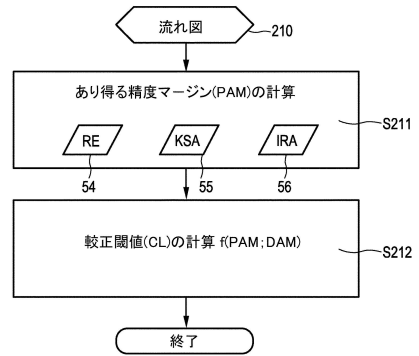 流れ図
210
あり得る精度マージン(PAM)の計算
S211
RE
KSA
IRA
54
55
56
較正閾値(CL)の計算 f(PAM;DAM)
S212
終了